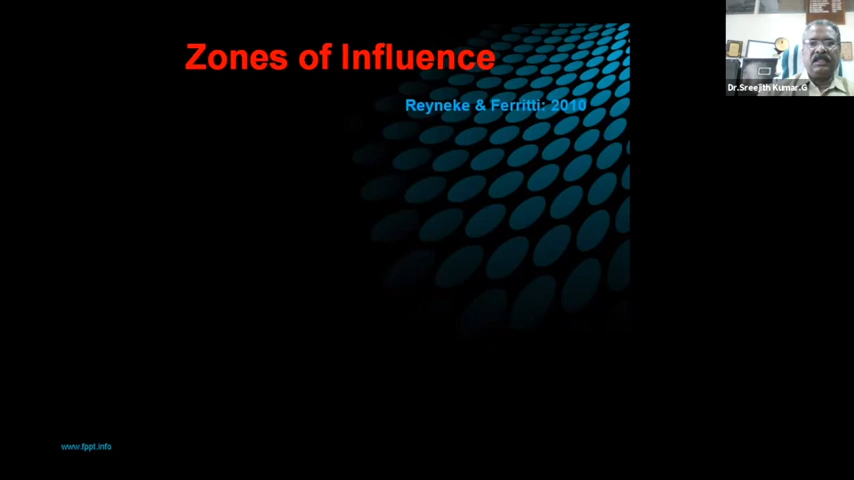 Zones of Influence
Reyneke & Ferritti: 2010
Dr.Sreejith Kumar.G
www.fppt.info